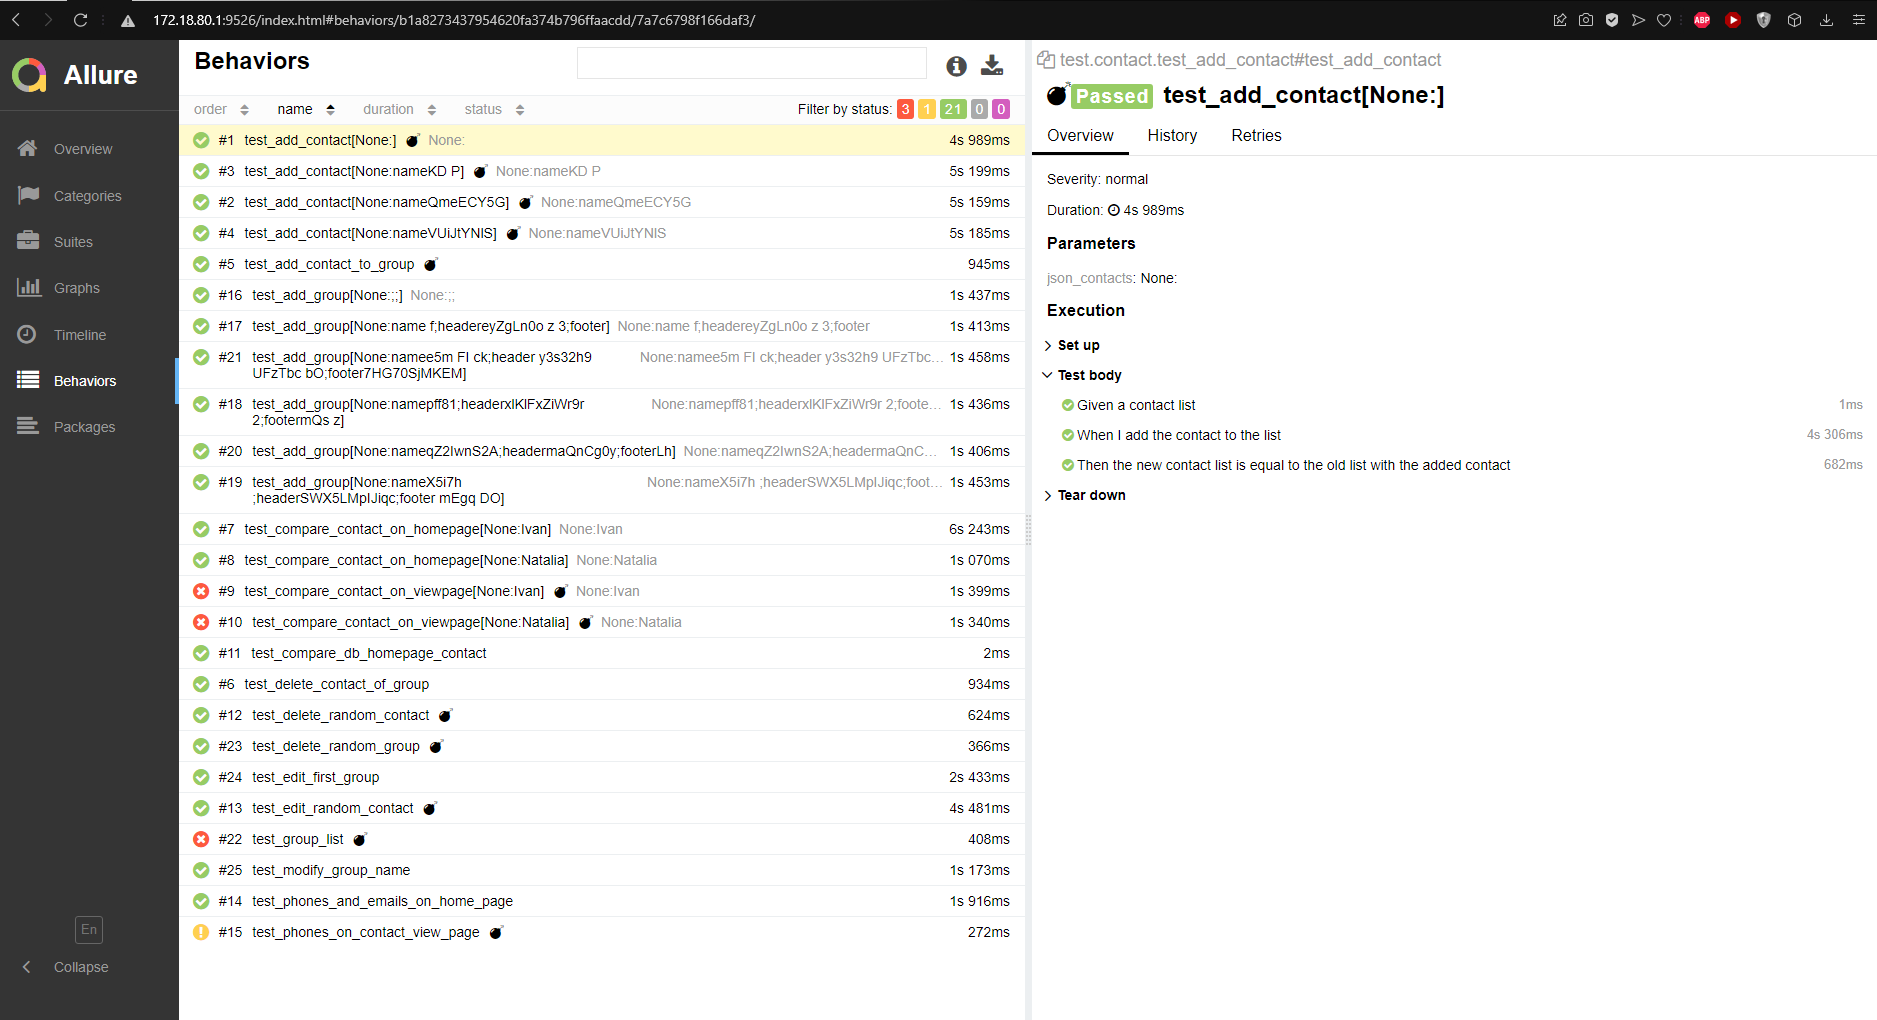 172.18.80.1:9526/index.html#behaviors/b1a8273437954620fa374b796ffaacdd/7a7c6798f166daf3/
ABP
Allure
Overview
Categories
Suites
Graphs
Timeline
Behaviors
Packages
En
Collapse
Behaviors
order name duration status Filter by status: 3 1 21 0 0
#1 test_add_contact[None:] None: 4s 989ms
#3 test_add_contact[None:nameKD P] None:nameKD P 5s 199ms
#2 test_add_contact[None:nameQmeECY5G] None:nameQmeECY5G 5s 159ms
#4 test_add_contact[None:nameVUiJtYNlS] None:nameVUiJtYNlS 5s 185ms
#5 test_add_contact_to_group 945ms
#16 test_add_group[None:;;] None:;; 1s 437ms
#17 test_add_group[None:name f;headereyZgLn0o z 3;footer] None:name f;headereyZgLn0o z 3;footer 1s 413ms
#21 test_add_group[None:namee5m FI ck;header y3s32h9 None:namee5m FI ck;header y3s32h9 UFzTbc... 1s 458ms
UFzTbc bO;footer7HG70SjMKEM]
#18 test_add_group[None:namepff81;headerxlKlFxZiWr9r None:namepff81;headerxlKlFxZiWr9r 2;foote... 1s 436ms
2;footermQs z]
#20 test_add_group[None:nameqZ2IwnS2A;headermaQnCg0y;footerLh] None:nameqZ2IwnS2A;headermaQnC... 1s 406ms
#19 test_add_group[None:nameX5i7h None:nameX5i7h ;headerSWX5LMpIJiqc;foot... 1s 453ms
;headerSWX5LMpIJiqc;footer mEgq DO]
#7 test_compare_contact_on_homepage[None:Ivan] None:Ivan 6s 243ms
#8 test_compare_contact_on_homepage[None:Natalia] None:Natalia 1s 070ms
#9 test_compare_contact_on_viewpage[None:Ivan] None:Ivan 1s 399ms
#10 test_compare_contact_on_viewpage[None:Natalia] None:Natalia 1s 340ms
#11 test_compare_db_homepage_contact 2ms
#6 test_delete_contact_of_group 934ms
#12 test_delete_random_contact 624ms
#23 test_delete_random_group 366ms
#24 test_edit_first_group 2s 433ms
#13 test_edit_random_contact 4s 481ms
#22 test_group_list 408ms
#25 test_modify_group_name 1s 173ms
#14 test_phones_and_emails_on_home_page 1s 916ms
#15 test_phones_on_contact_view_page 272ms
test.contact.test_add_contact#test_add_contact
Passed test_add_contact[None:]
Overview History Retries
Severity: normal
Duration: 4s 989ms
Parameters
json_contacts: None:
Execution
Set up
Test body
Given a contact list 1ms
When I add the contact to the list 4s 306ms
Then the new contact list is equal to the old list with the added contact 682ms
Tear down